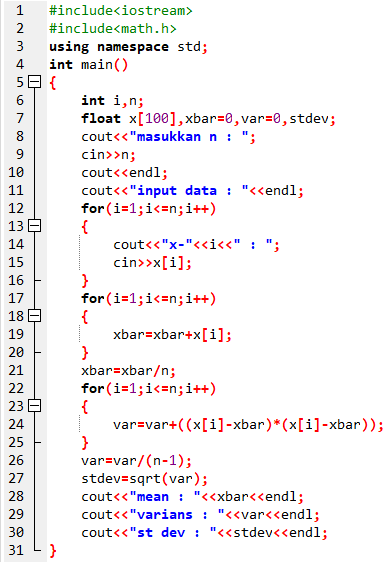 1 #include<iostream>
2 #include<math.h>
3 using namespace std;
4 int main()
5 {
6 int i,n;
7 float x[100],xbar=0,var=0,stdev;
8 cout<<"masukkan n : ";
9 cin>>n;
10 cout<<endl;
11 cout<<"input data : "<<endl;
12 for(i=1;i<=n;i++)
13 {
14 cout<<"x-"<<i<<" : ";
15 cin>>x[i];
16 }
17 for(i=1;i<=n;i++)
18 {
19 xbar=xbar+x[i];
20 }
21 xbar=xbar/n;
22 for(i=1;i<=n;i++)
23 {
24 var=var+((x[i]-xbar)*(x[i]-xbar));
25 }
26 var=var/(n-1);
27 stdev=sqrt(var);
28 cout<<"mean : "<<xbar<<endl;
29 cout<<"varians : "<<var<<endl;
30 cout<<"st dev : "<<stdev<<endl;
31 }